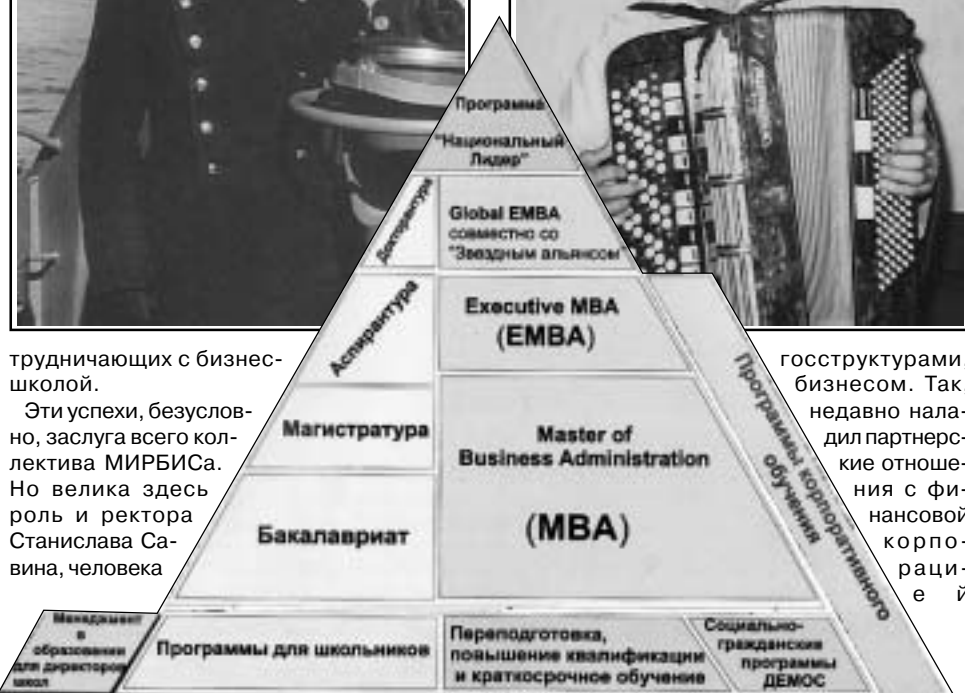 Программа
"Национальный
Лидер"
Докторантура
Global EMBA
совместно со
"Звездным альянсом"
Аспирантура
Executive MBA
(EMBA)
Магистратура
Master of
Business Administration
(MBA)
Бакалавриат
Программы корпоративного
обучения
Менеджмент
в
образовании
для директоров
школ
Программы для школьников
Переподготовка,
повышение квалификации
и краткосрочное обучение
Социально-
гражданские
программы
ДЕМОС
трудничающих с бизнес-
школой.
Эти успехи, безуслов-
но, заслуга всего кол-
лектива МИРБИСа.
Но велика здесь
роль и ректора
Станислава Са-
вина, человека
госструктурами,
бизнесом. Так,
недавно нала-
дил партнерс-
кие отноше-
ния с фи-
нансовой
корпо-
раци-
ей